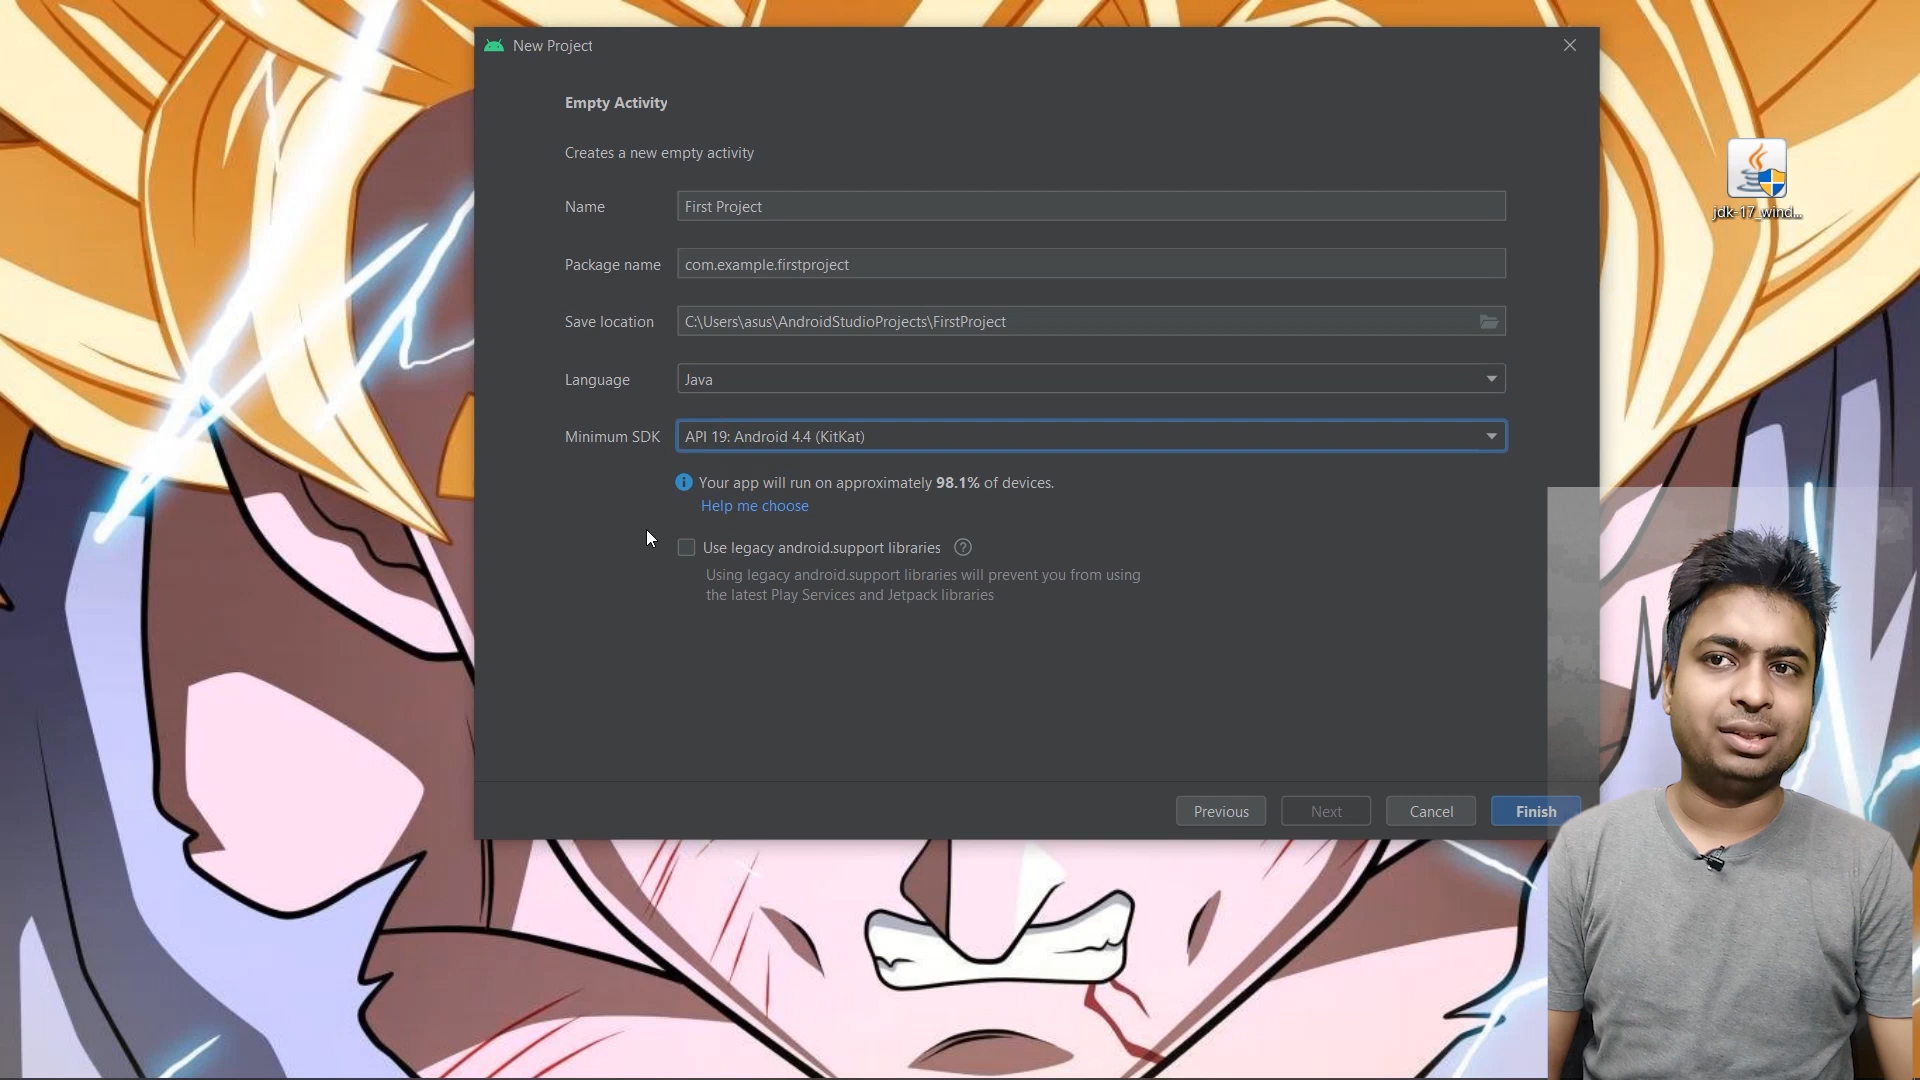 New Project
Empty Activity
Creates a new empty activity
Name First Project
Package name com.example.firstproject
Save location C:\Users\asus\AndroidStudioProjects\FirstProject
Language Java
Minimum SDK API 19: Android 4.4 (KitKat)
Your app will run on approximately 98.1% of devices.
Help me choose
Use legacy android.support libraries
Using legacy android.support libraries will prevent you from using
the latest Play Services and Jetpack libraries
Previous Next Cancel Finish
jdk-17_wind...